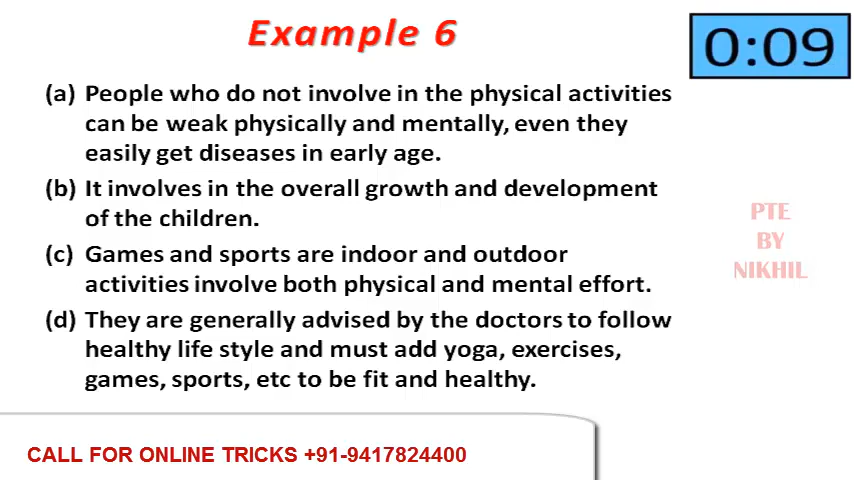 Example 6
0:09
(a) People who do not involve in the physical activities
can be weak physically and mentally, even they
easily get diseases in early age.
(b) It involves in the overall growth and development
of the children.
(c) Games and sports are indoor and outdoor
activities involve both physical and mental effort.
(d) They are generally advised by the doctors to follow
healthy life style and must add yoga, exercises,
games, sports, etc to be fit and healthy.
PTE
BY
NIKHIL
CALL FOR ONLINE TRICKS +91-9417824400